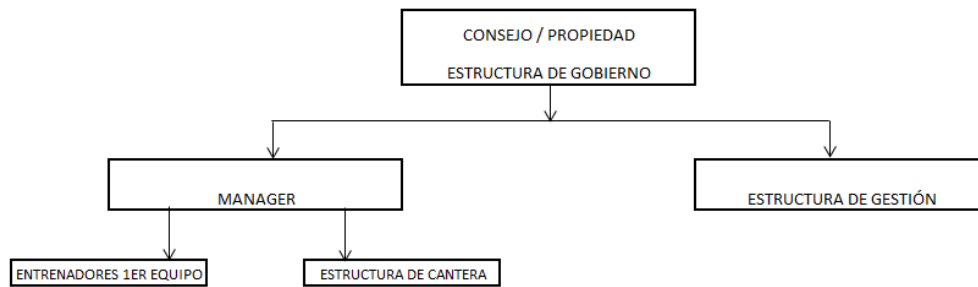 CONSEJO / PROPIEDAD
ESTRUCTURA DE GOBIERNO
MANAGER
ESTRUCTURA DE GESTIÓN
ENTRENADORES 1ER EQUIPO
ESTRUCTURA DE CANTERA